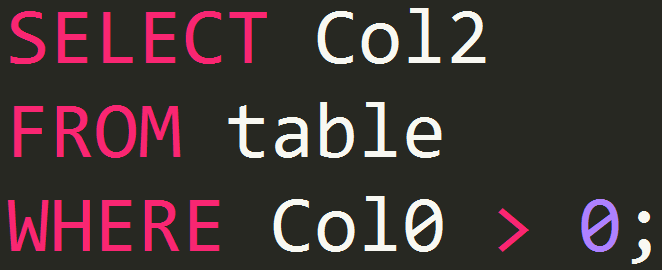 SELECT Col2
FROM table
WHERE Col0 > 0;